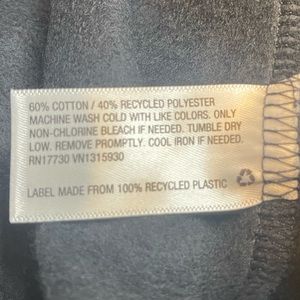 60% COTTON / 40% RECYCLED POLYESTER
MACHINE WASH COLD WITH LIKE COLORS. ONLY
NON-CHLORINE BLEACH IF NEEDED. TUMBLE DRY
LOW. REMOVE PROMPTLY. COOL IRON IF NEEDED.
RN17730 VN1315930
LABEL MADE FROM 100% RECYCLED PLASTIC